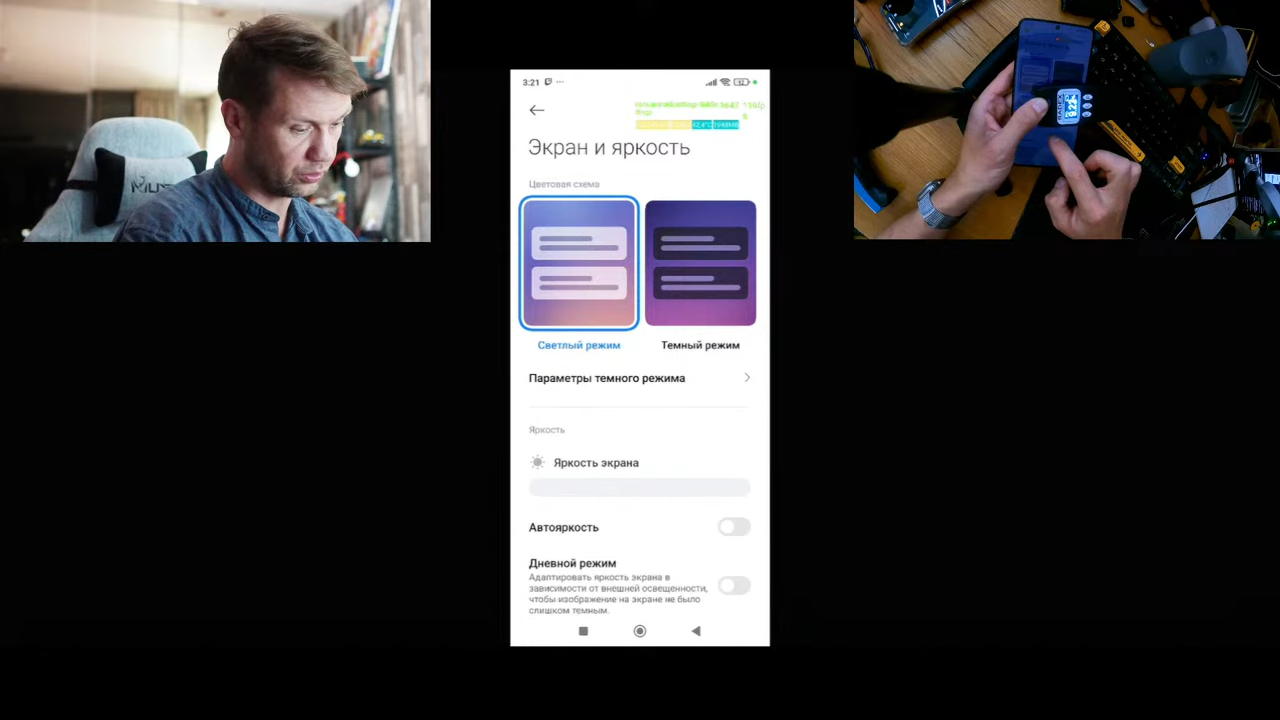 3:21
Экран и яркость
Цветовая схема
Светлый режим
Темный режим
Параметры темного режима
Яркость
Яркость экрана
Автояркость
Дневной режим
Адаптировать яркость экрана в
зависимости от внешней освещенности,
чтобы изображение на экране не было
слишком темным.